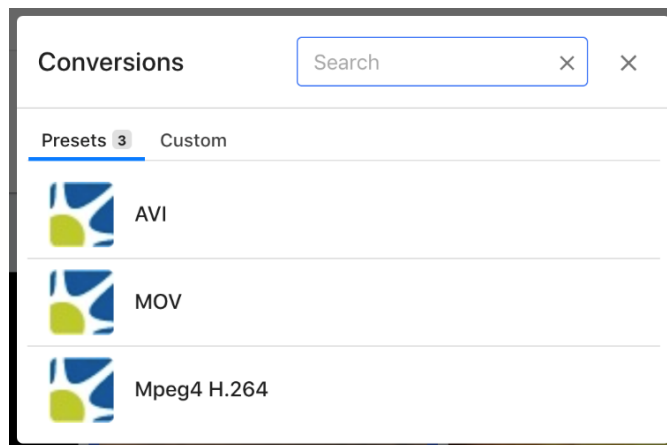 Conversions
Search
Presets 3 Custom
AVI
MOV
Mpeg4 H.264